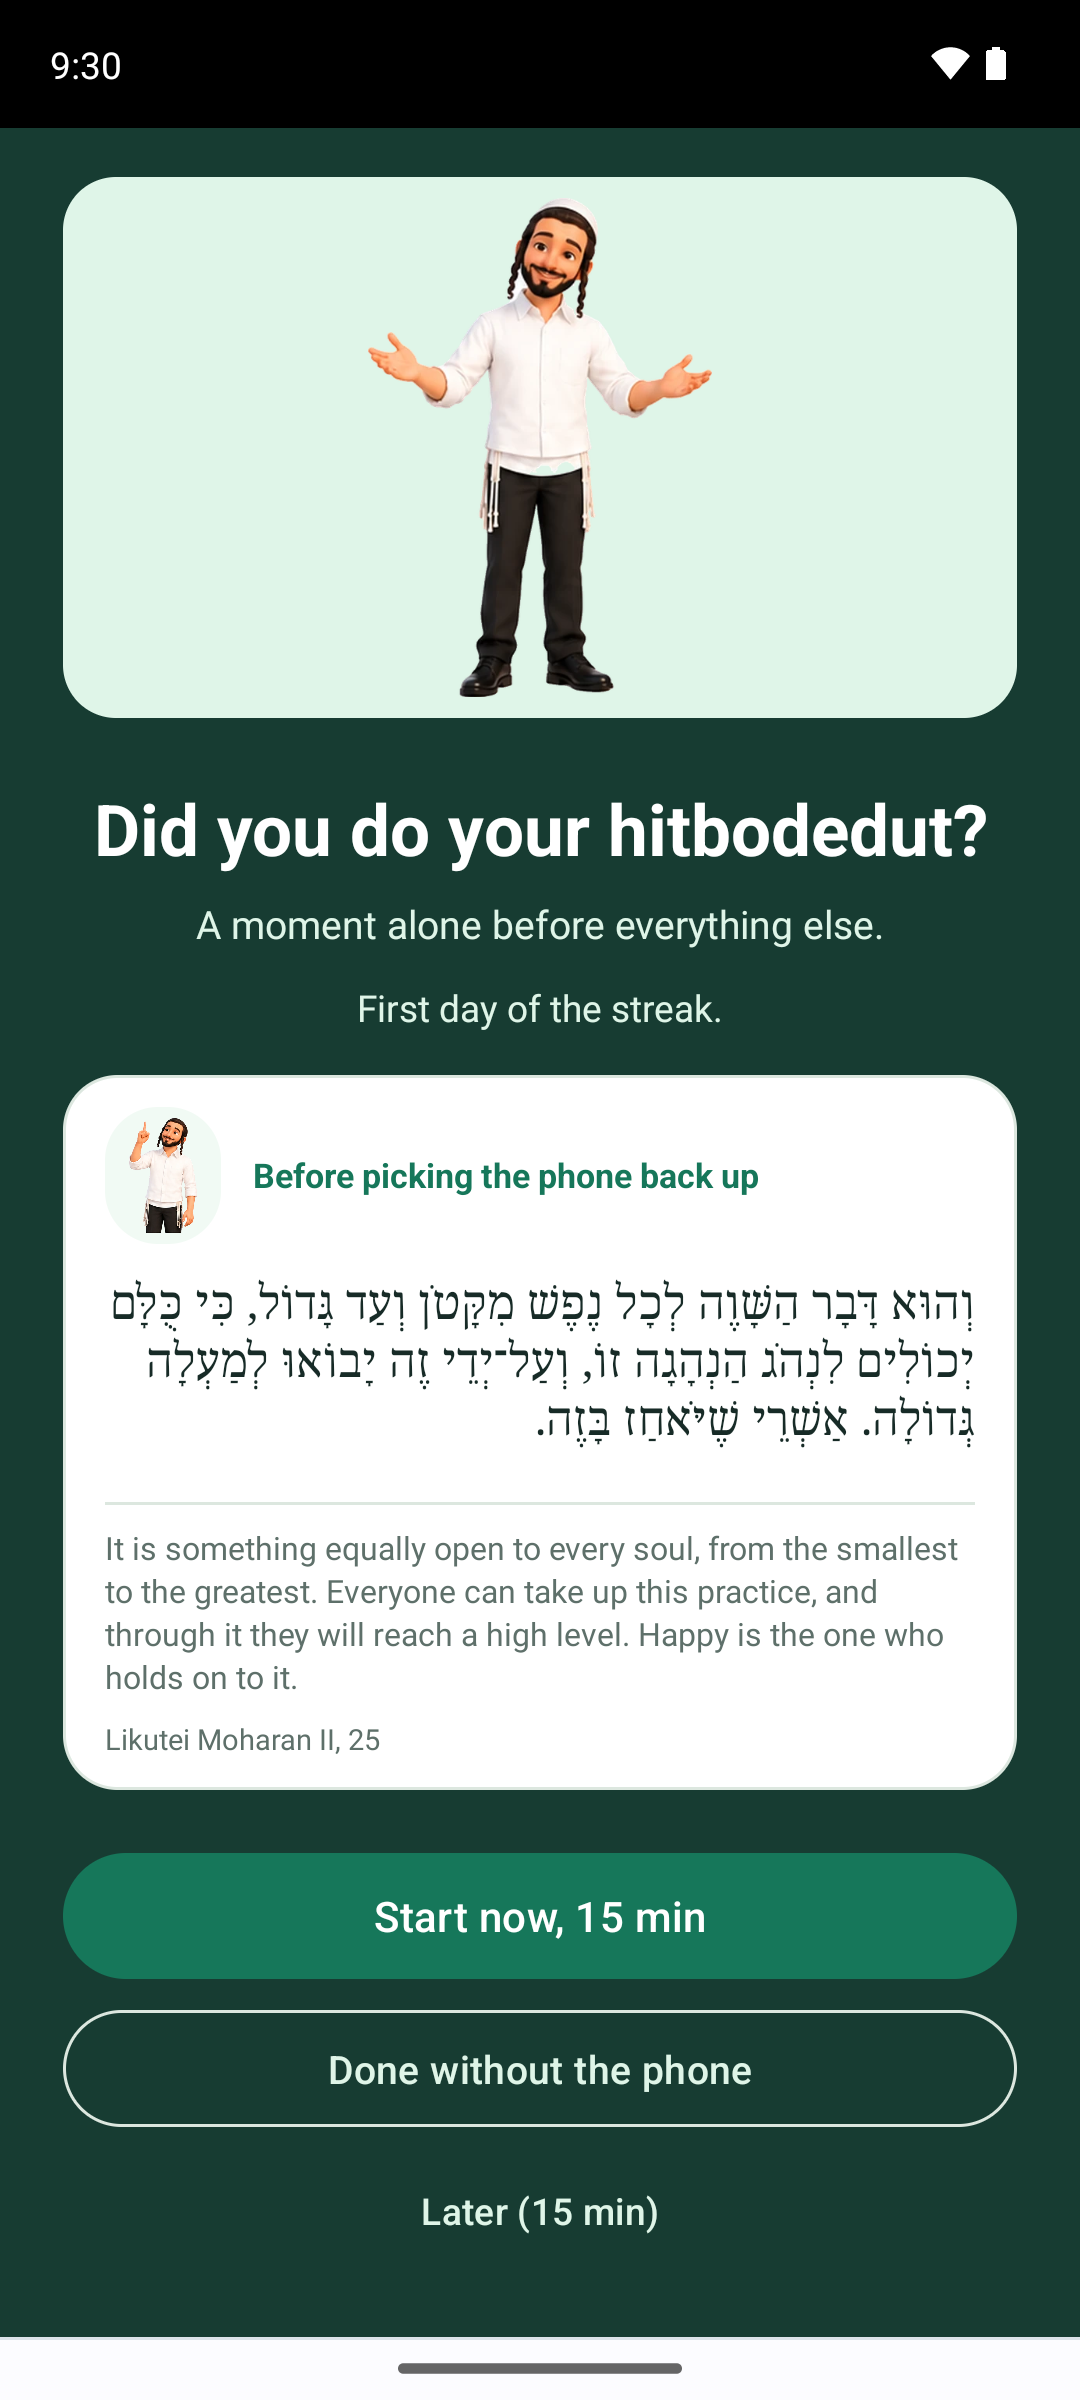 9:30
Did you do your hitbodedut?
A moment alone before everything else.
First day of the streak.
Before picking the phone back up
וְהוּא דָּבָר הַשָּׁוֶה לְכָל נֶפֶשׁ מִקָּטֹן וְעַד גָּדוֹל, כִּי כֻּלָּם
יְכוֹלִים לִנְהֹג הַנְהָגָה זוֹ, וְעַל־יְדֵי זֶה יָבוֹאוּ לְמַעְלָה
גְּדוֹלָה. אַשְׁרֵי שֶׁיֹּאחַז בָּזֶה.
It is something equally open to every soul, from the smallest
to the greatest. Everyone can take up this practice, and
through it they will reach a high level. Happy is the one who
holds on to it.
Likutei Moharan II, 25
Start now, 15 min
Done without the phone
Later (15 min)